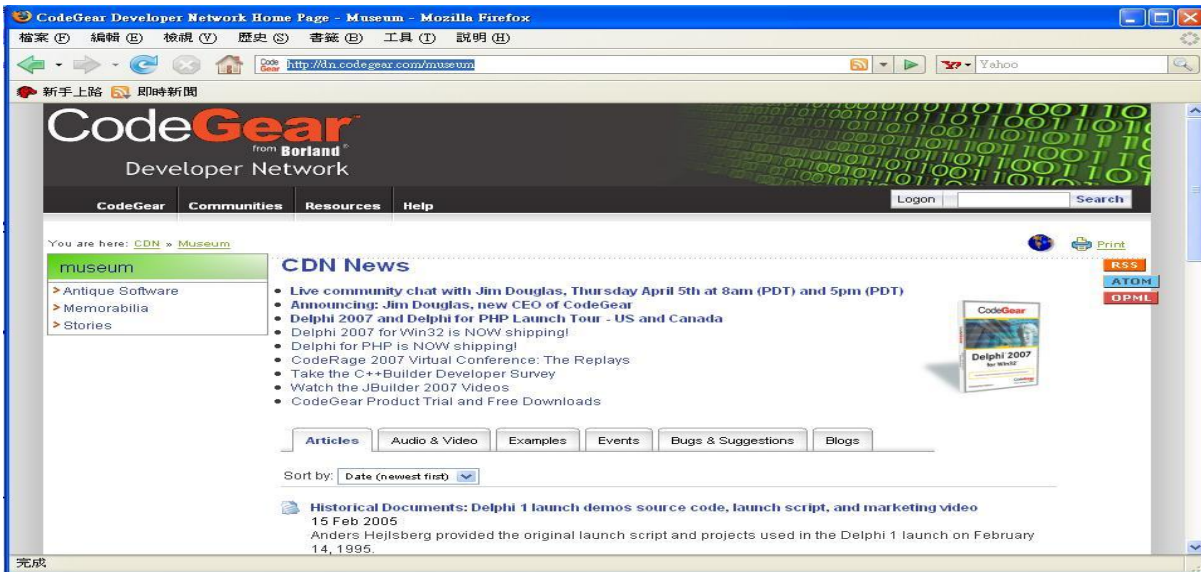 CodeGear Developer Network Home Page - Museum - Mozilla Firefox
檔案(F) 編輯(E) 檢視(V) 歷史(S) 書籤(B) 工具(T) 說明(H)
http://dn.codegear.com/museum
Yahoo
新手上路 即時新聞
CodeGear
from Borland®
Developer Network
CodeGear Communities Resources Help
Logon Search
You are here: CDN » Museum
Print
museum
> Antique Software
> Memorabilia
> Stories
CDN News
RSS
ATOM
OPML
• Live community chat with Jim Douglas, Thursday April 5th at 8am (PDT) and 5pm (PDT)
• Announcing: Jim Douglas, new CEO of CodeGear
• Delphi 2007 and Delphi for PHP Launch Tour - US and Canada
• Delphi 2007 for Win32 is NOW shipping!
• Delphi for PHP is NOW shipping!
• CodeRage 2007 Virtual Conference: The Replays
• Take the C++Builder Developer Survey
• Watch the JBuilder 2007 Videos
• CodeGear Product Trial and Free Downloads
CodeGear
Delphi 2007
for Win32
Articles Audio & Video Examples Events Bugs & Suggestions Blogs
Sort by: Date (newest first)
Historical Documents: Delphi 1 launch demos source code, launch script, and marketing video
15 Feb 2005
Anders Hejlsberg provided the original launch script and projects used in the Delphi 1 launch on February
14, 1995.
完成